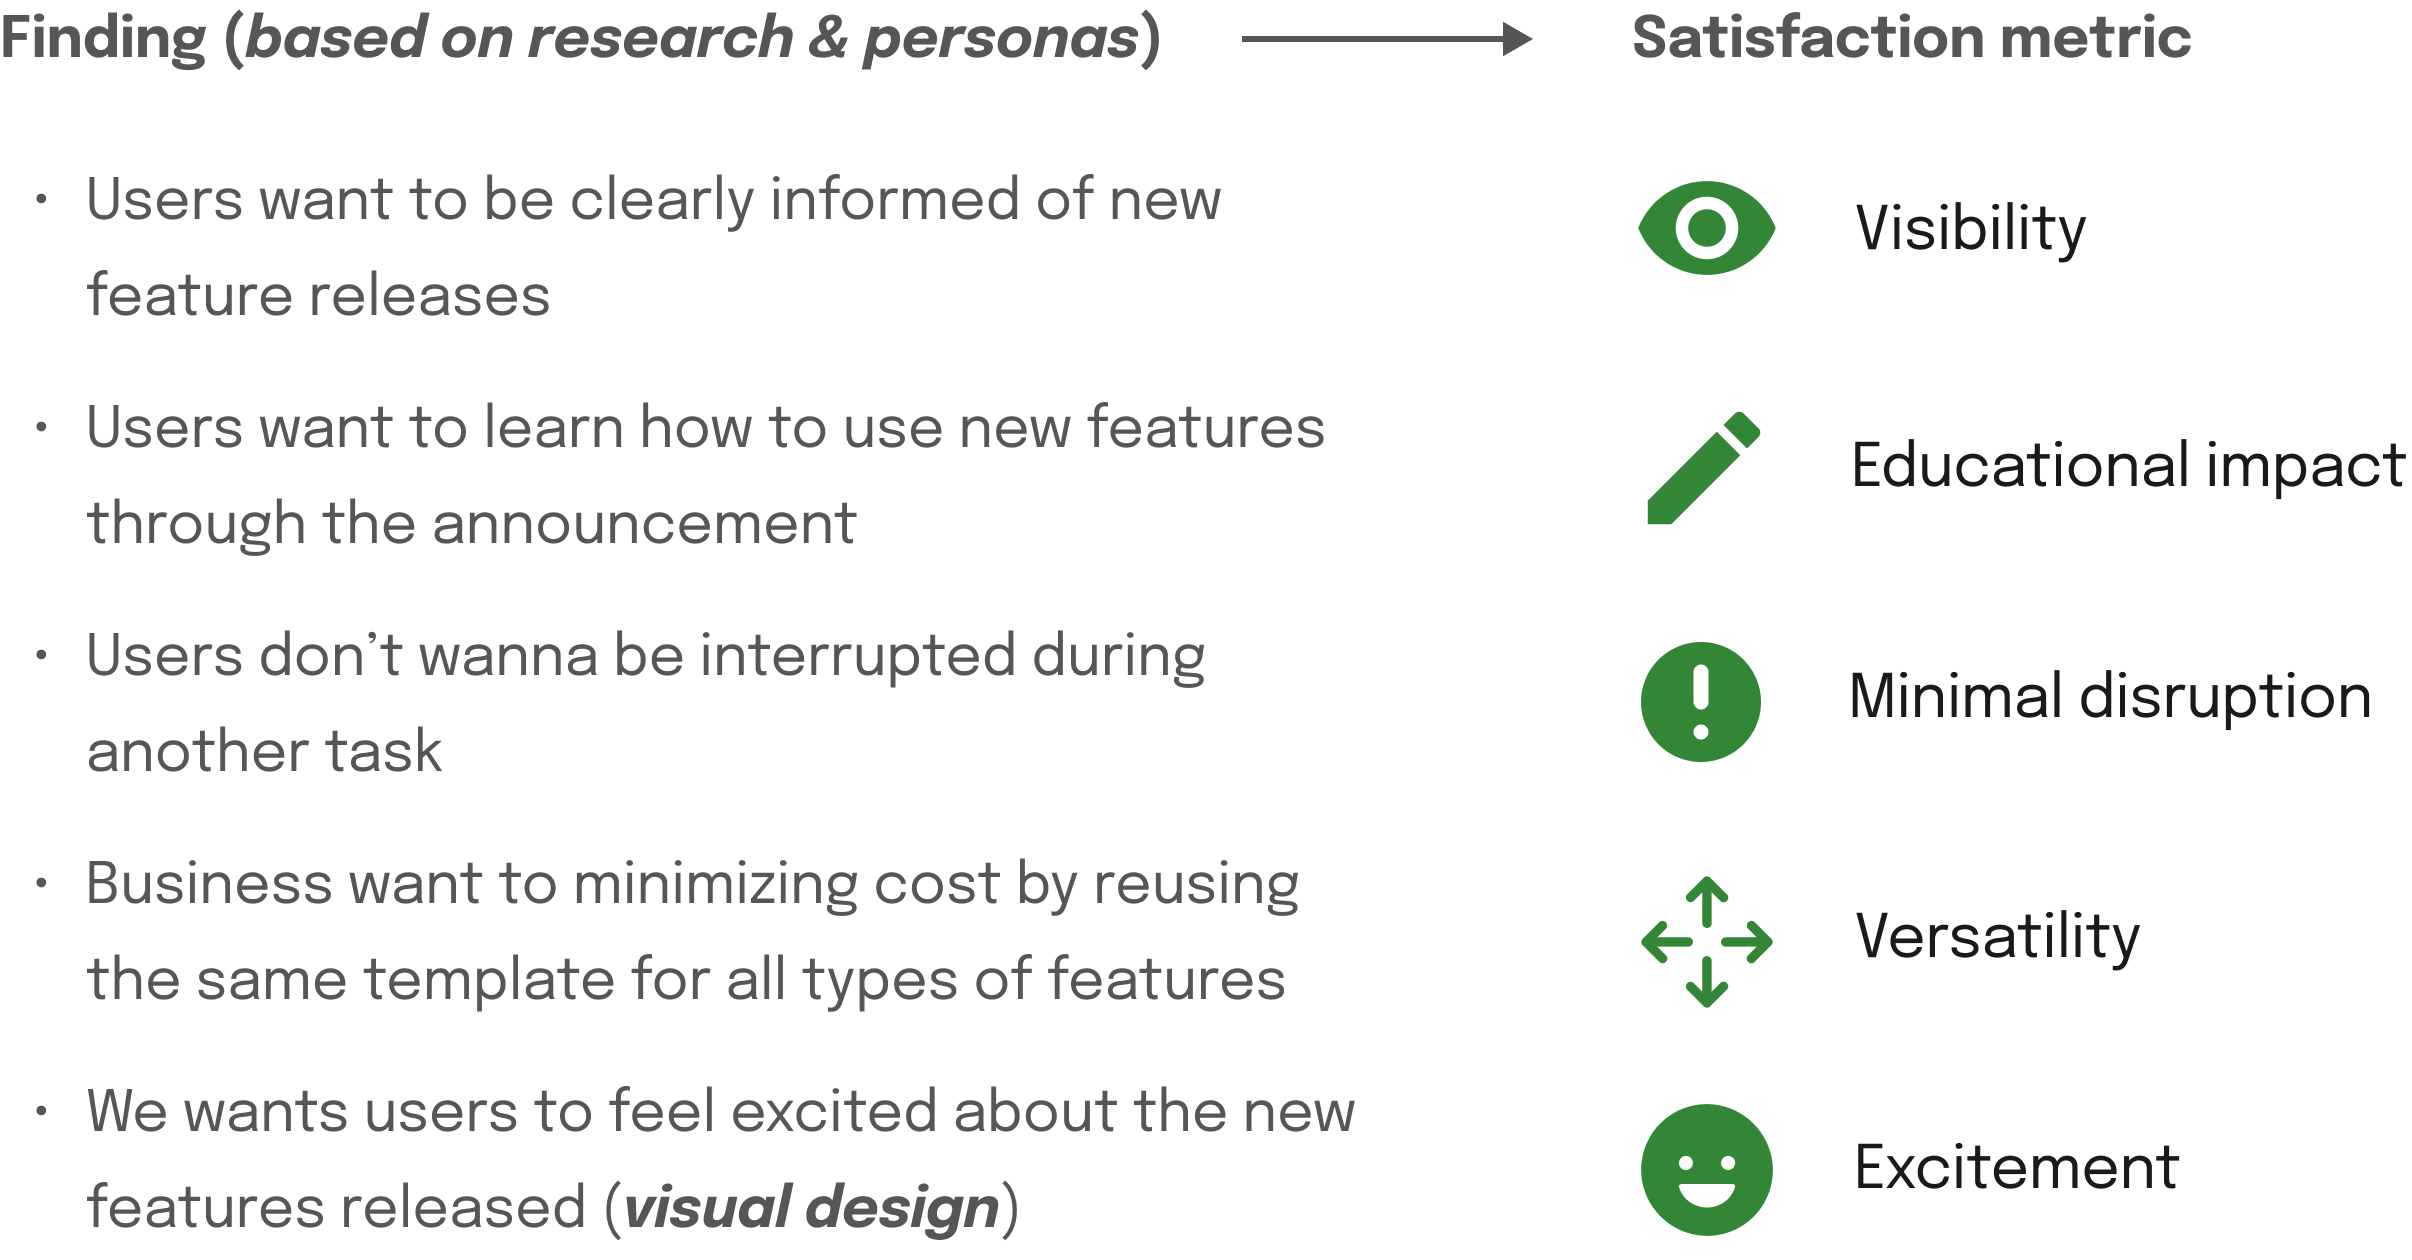 Finding (based on research & personas)
Satisfaction metric
• Users want to be clearly informed of new
feature releases
Visibility
• Users want to learn how to use new features
through the announcement
Educational impact
• Users don’t wanna be interrupted during
another task
Minimal disruption
• Business want to minimizing cost by reusing
the same template for all types of features
Versatility
• We wants users to feel excited about the new
features released (visual design)
Excitement